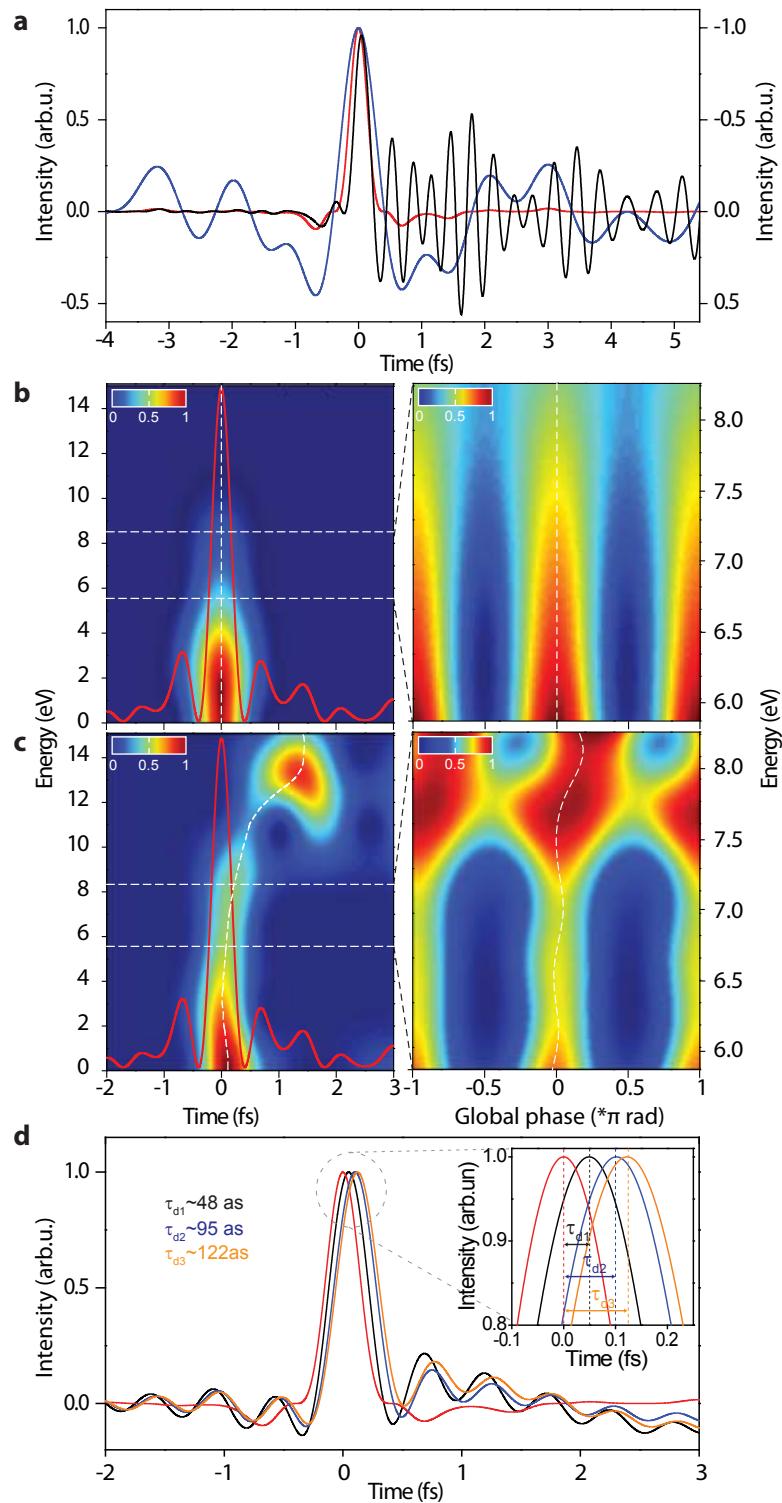 a
Intensity (arb.u.)
1.0
0.5
0.0
-0.5
-1.0
-0.5
0.0
0.5
Intensity (arb.u.)
-4 -3 -2 -1 0 1 2 3 4 5
Time (fs)
b
0 0.5 1
14
12
10
8
6
4
2
0
0 0.5 1
8.0
7.5
7.0
6.5
6.0
Energy (eV)
Energy (eV)
c
0 0.5 1
14
12
10
8
6
4
2
0
0 0.5 1
8.0
7.5
7.0
6.5
6.0
-2 -1 0 1 2 3
Time (fs)
-1 -0.5 0 0.5 1
Global phase (*π rad)
d
Intensity (arb.u.)
1.0
0.5
0.0
τd1~48 as
τd2~95 as
τd3~122as
Intensity (arb.un)
1.0
0.9
0.8
τd1
τd2
τd3
-0.1 0.0 0.1 0.2
Time (fs)
-2 -1 0 1 2 3
Time (fs)